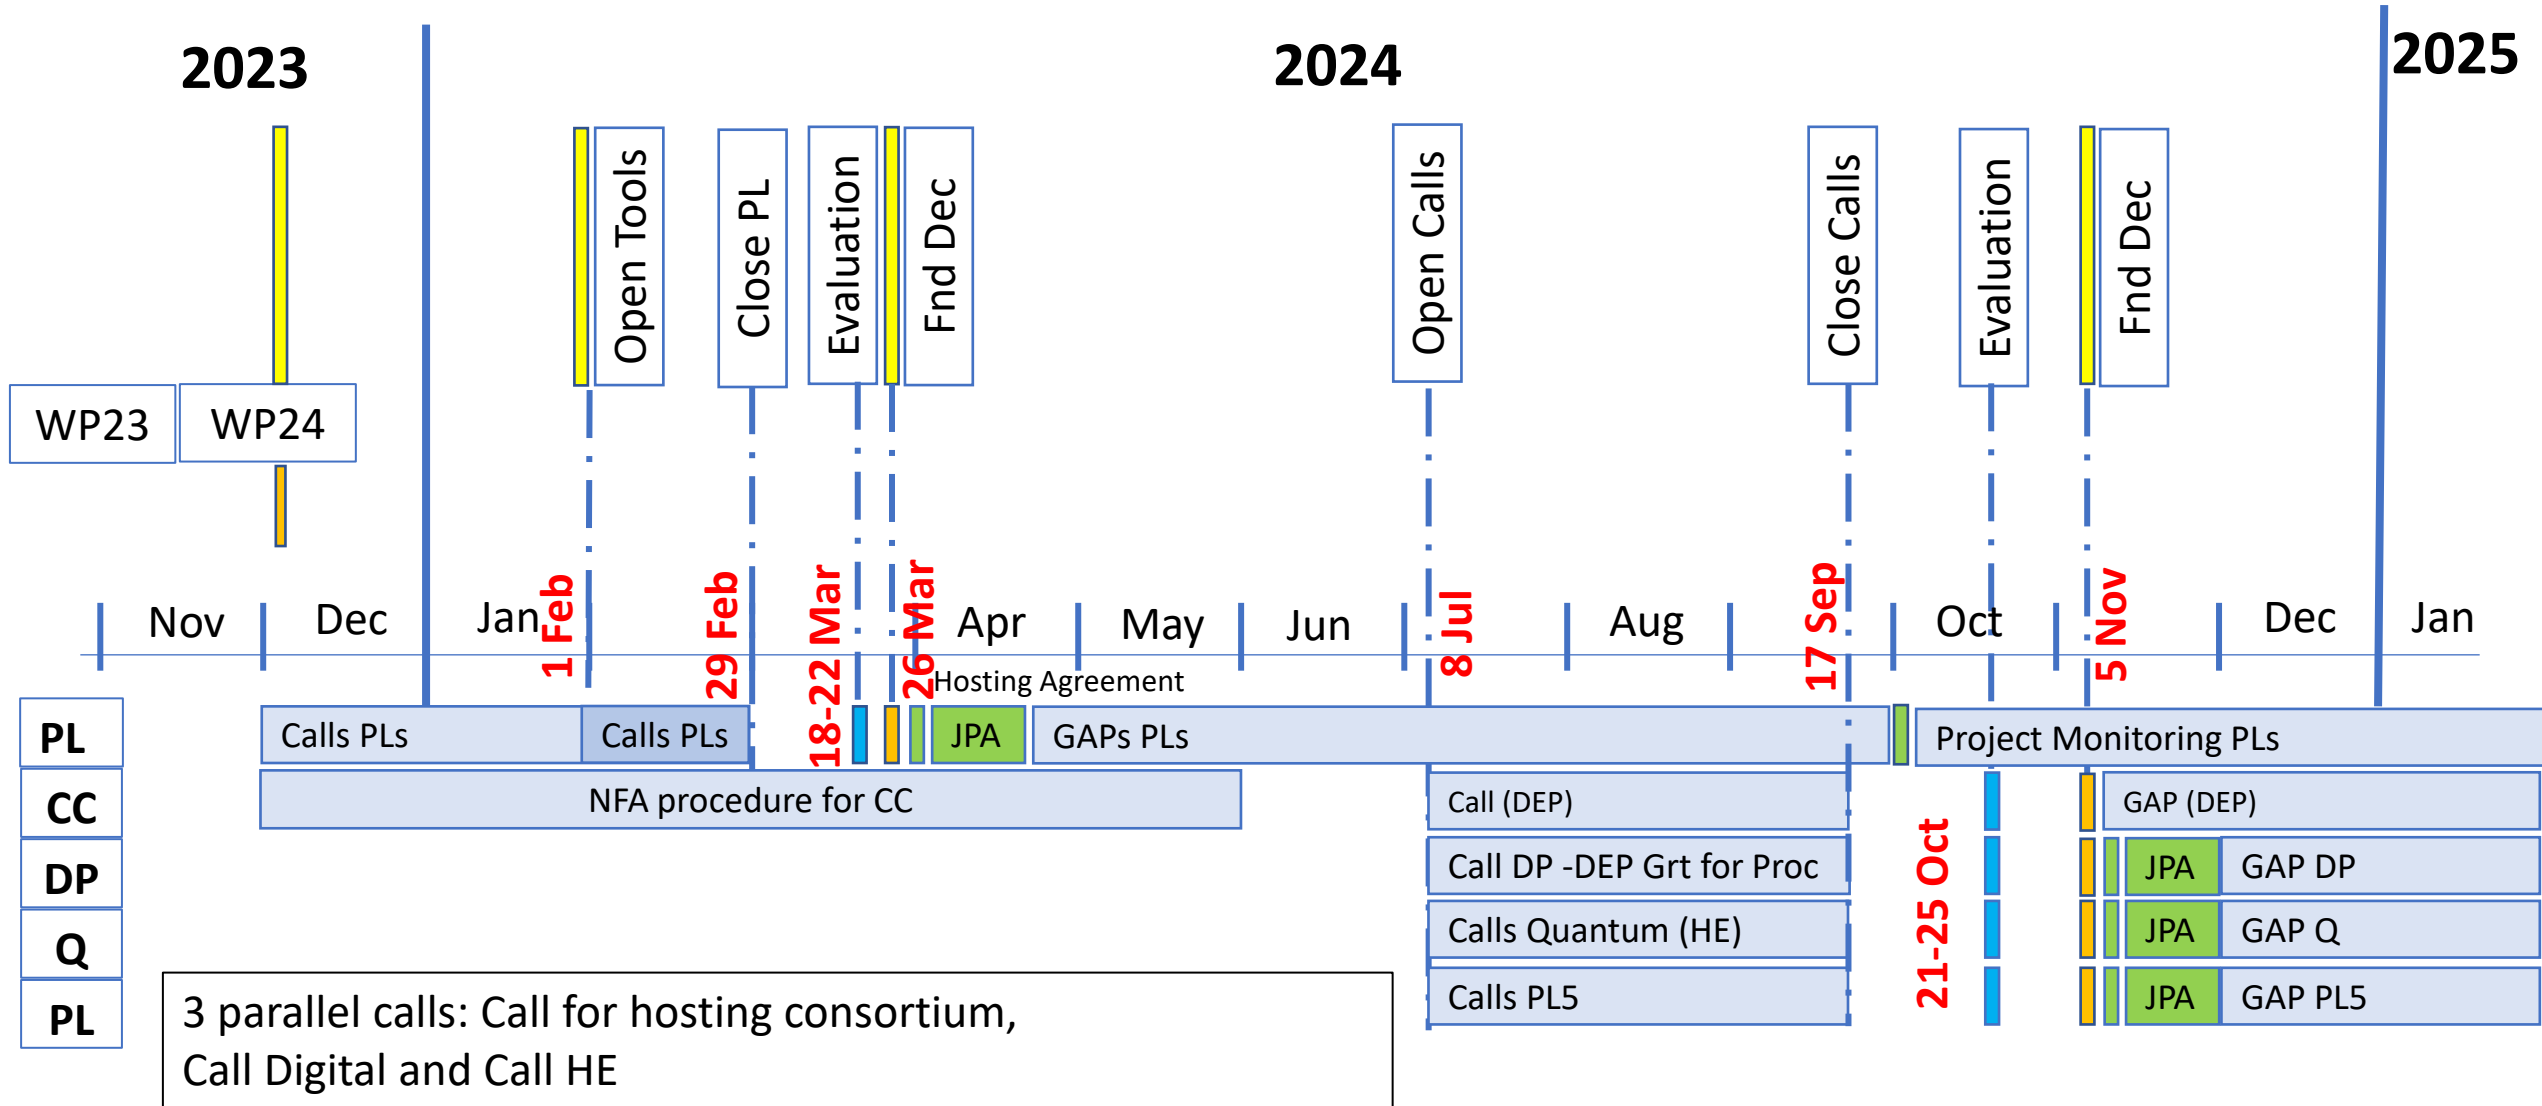 2023
2024
2025
Open Tools
Close PL
Evaluation
Fnd Dec
Open Calls
Close Calls
Evaluation
Fnd Dec
WP23
WP24
1 Feb
29 Feb
18-22 Mar
26 Mar
8 Jul
17 Sep
5 Nov
Nov
Dec
Jan
Apr
May
Jun
Aug
Oct
Dec
Jan
Hosting Agreement
PL
Calls PLs
Calls PLs
JPA
GAPs PLs
Project Monitoring PLs
CC
NFA procedure for CC
Call (DEP)
GAP (DEP)
21-25 Oct
DP
Call DP -DEP Grt for Proc
JPA
GAP DP
Q
Calls Quantum (HE)
JPA
GAP Q
PL
Calls PL5
JPA
GAP PL5
3 parallel calls: Call for hosting consortium,
Call Digital and Call HE